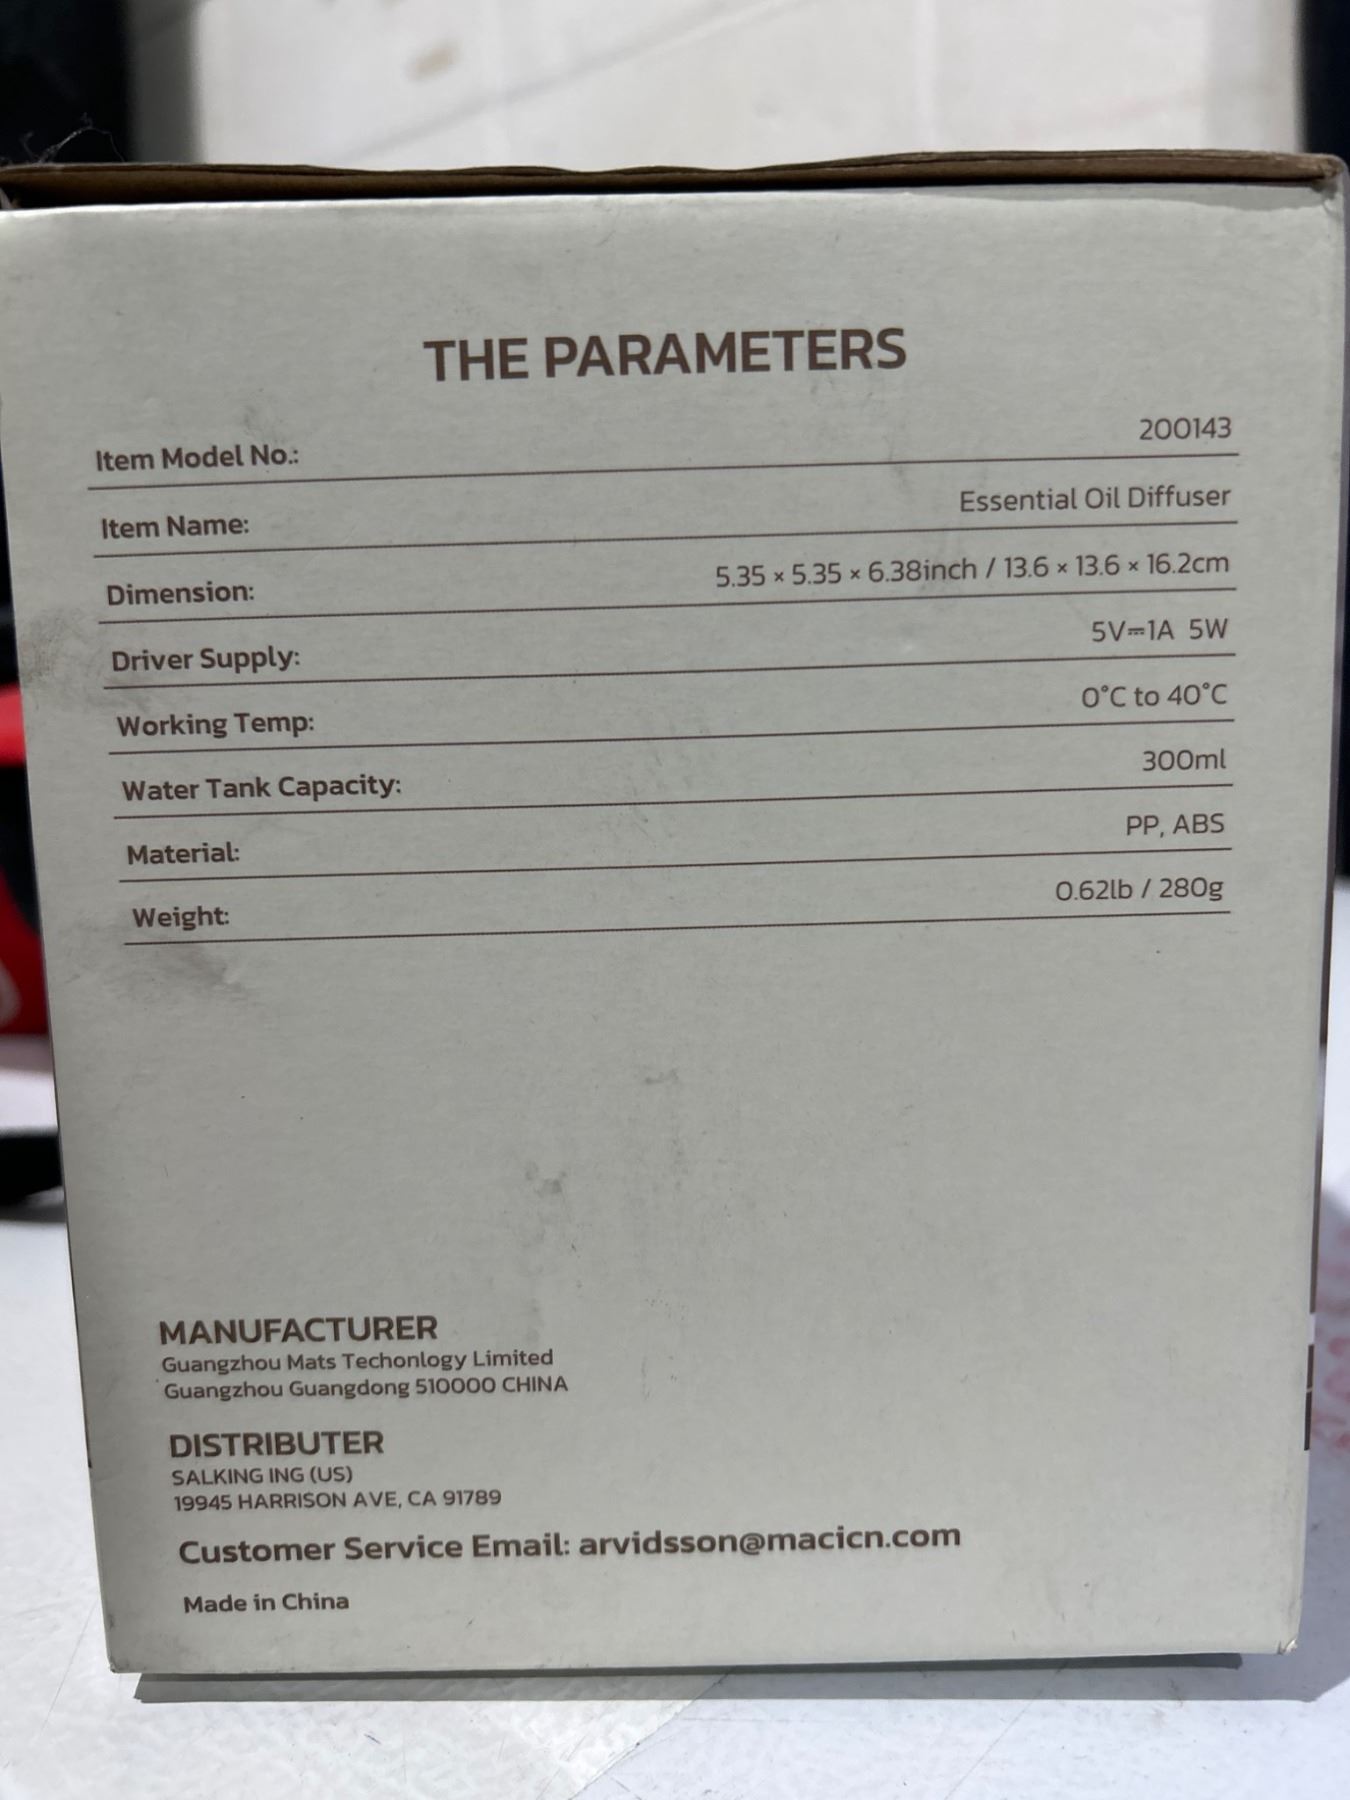 THE PARAMETERS
Item Model No.: 200143
Item Name: Essential Oil Diffuser
Dimension: 5.35 × 5.35 × 6.38inch / 13.6 × 13.6 × 16.2cm
Driver Supply: 5V⎓1A 5W
Working Temp: 0°C to 40°C
Water Tank Capacity: 300ml
Material: PP, ABS
Weight: 0.62lb / 280g
MANUFACTURER
Guangzhou Mats Techonlogy Limited
Guangzhou Guangdong 510000 CHINA
DISTRIBUTER
SALKING ING (US)
19945 HARRISON AVE, CA 91789
Customer Service Email: arvidsson@macicn.com
Made in China